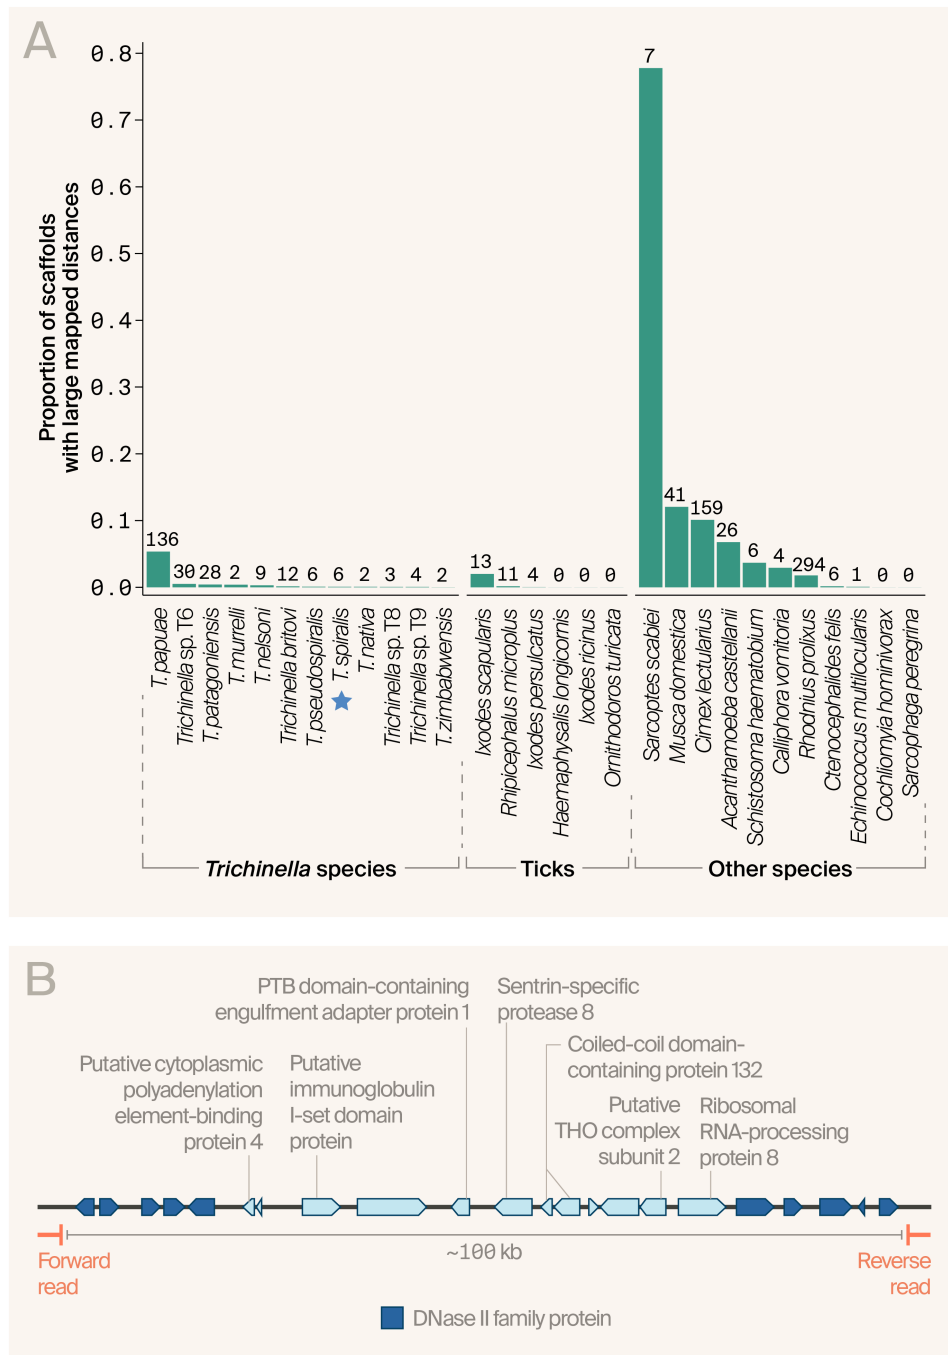 A
Proportion of scaffolds
with large mapped distances
0.8
0.7
0.6
0.5
0.4
0.3
0.2
0.1
0.0
136
30
28
2
9
12
6
6
2
3
4
2
13
11
4
0
0
0
7
41
159
26
6
4
294
6
1
0
0
T. papuae
Trichinella sp. T6
T. patagoniensis
T. murrelli
T. nelsoni
Trichinella britovi
T. pseudospiralis
T. spiralis
T. nativa
Trichinella sp. T8
Trichinella sp. T9
T. zimbabwensis
Ixodes scapularis
Rhipicephalus microplus
Ixodes persulcatus
Haemaphysalis longicornis
Ixodes ricinus
Ornithodoros turicata
Sarcoptes scabiei
Musca domestica
Cimex lectularius
Acanthamoeba castellanii
Schistosoma haematobium
Calliphora vomitoria
Rhodnius prolixus
Ctenocephalides felis
Echinococcus multilocularis
Cochliomyia hominivorax
Sarcophaga peregrina
Trichinella species
Ticks
Other species
B
PTB domain-containing
engulfment adapter protein 1
Sentrin-specific
protease 8
Coiled-coil domain-
containing protein 132
Putative cytoplasmic
polyadenylation
element-binding
protein 4
Putative
immunoglobulin
I-set domain
protein
Putative
THO complex
subunit 2
Ribosomal
RNA-processing
protein 8
Forward
read
~100 kb
Reverse
read
DNase II family protein